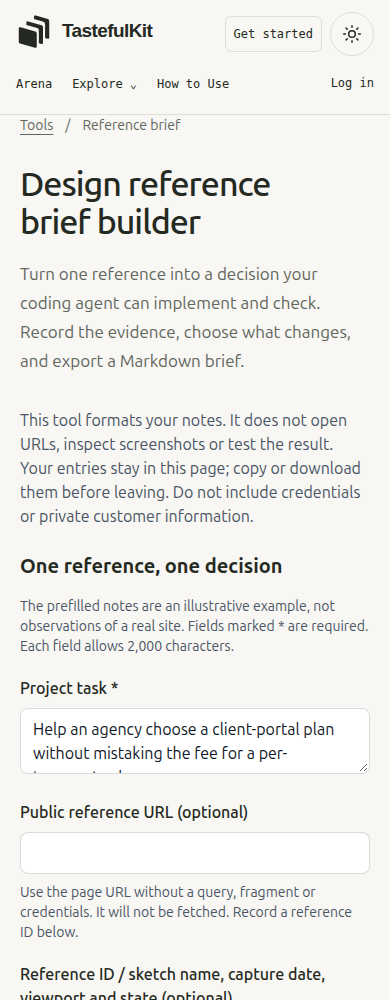 TastefulKit
Get started
Arena
Explore
How to Use
Log in
Tools / Reference brief
Design reference
brief builder
Turn one reference into a decision your
coding agent can implement and check.
Record the evidence, choose what changes,
and export a Markdown brief.
This tool formats your notes. It does not open
URLs, inspect screenshots or test the result.
Your entries stay in this page; copy or download
them before leaving. Do not include credentials
or private customer information.
One reference, one decision
The prefilled notes are an illustrative example, not
observations of a real site. Fields marked * are required.
Each field allows 2,000 characters.
Project task *
Help an agency choose a client-portal plan
without mistaking the fee for a per-
Public reference URL (optional)
Use the page URL without a query, fragment or
credentials. It will not be fetched. Record a reference
ID below.
Reference ID / sketch name, capture date,
viewport and state (optional)